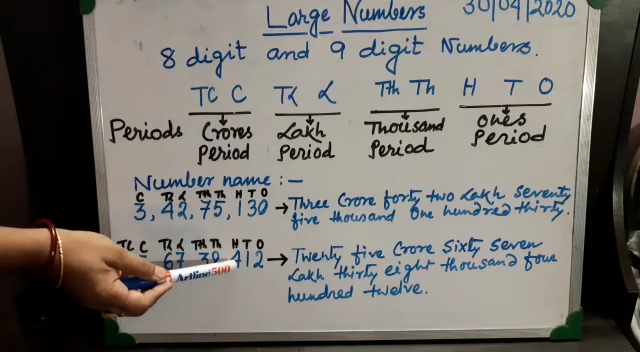 Large Numbers 30/04/2020
8 digit and 9 digit Numbers.
TC C TL L Tth Th H T O
Periods Crores Period Lakh Period Thousand Period Ones Period
Number name :-
C TL L Tth Th H T O
3, 42, 75, 130 → Three Crore forty two Lakh Seventy
five thousand One hundred thirty.
TC C TL L Tth Th H T O
67 38, 412 → Twenty five Crore Sixty Seven
Lakh thirty eight thousand four
hundred twelve.
Artline 500